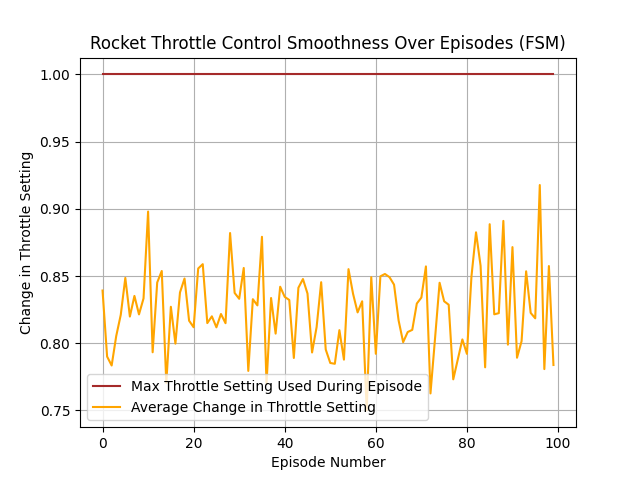 Rocket Throttle Control Smoothness Over Episodes (FSM)
1.00
0.95
0.90
0.85
0.80
0.75
Change in Throttle Setting
Max Throttle Setting Used During Episode
Average Change in Throttle Setting
0
20
40
60
80
100
Episode Number